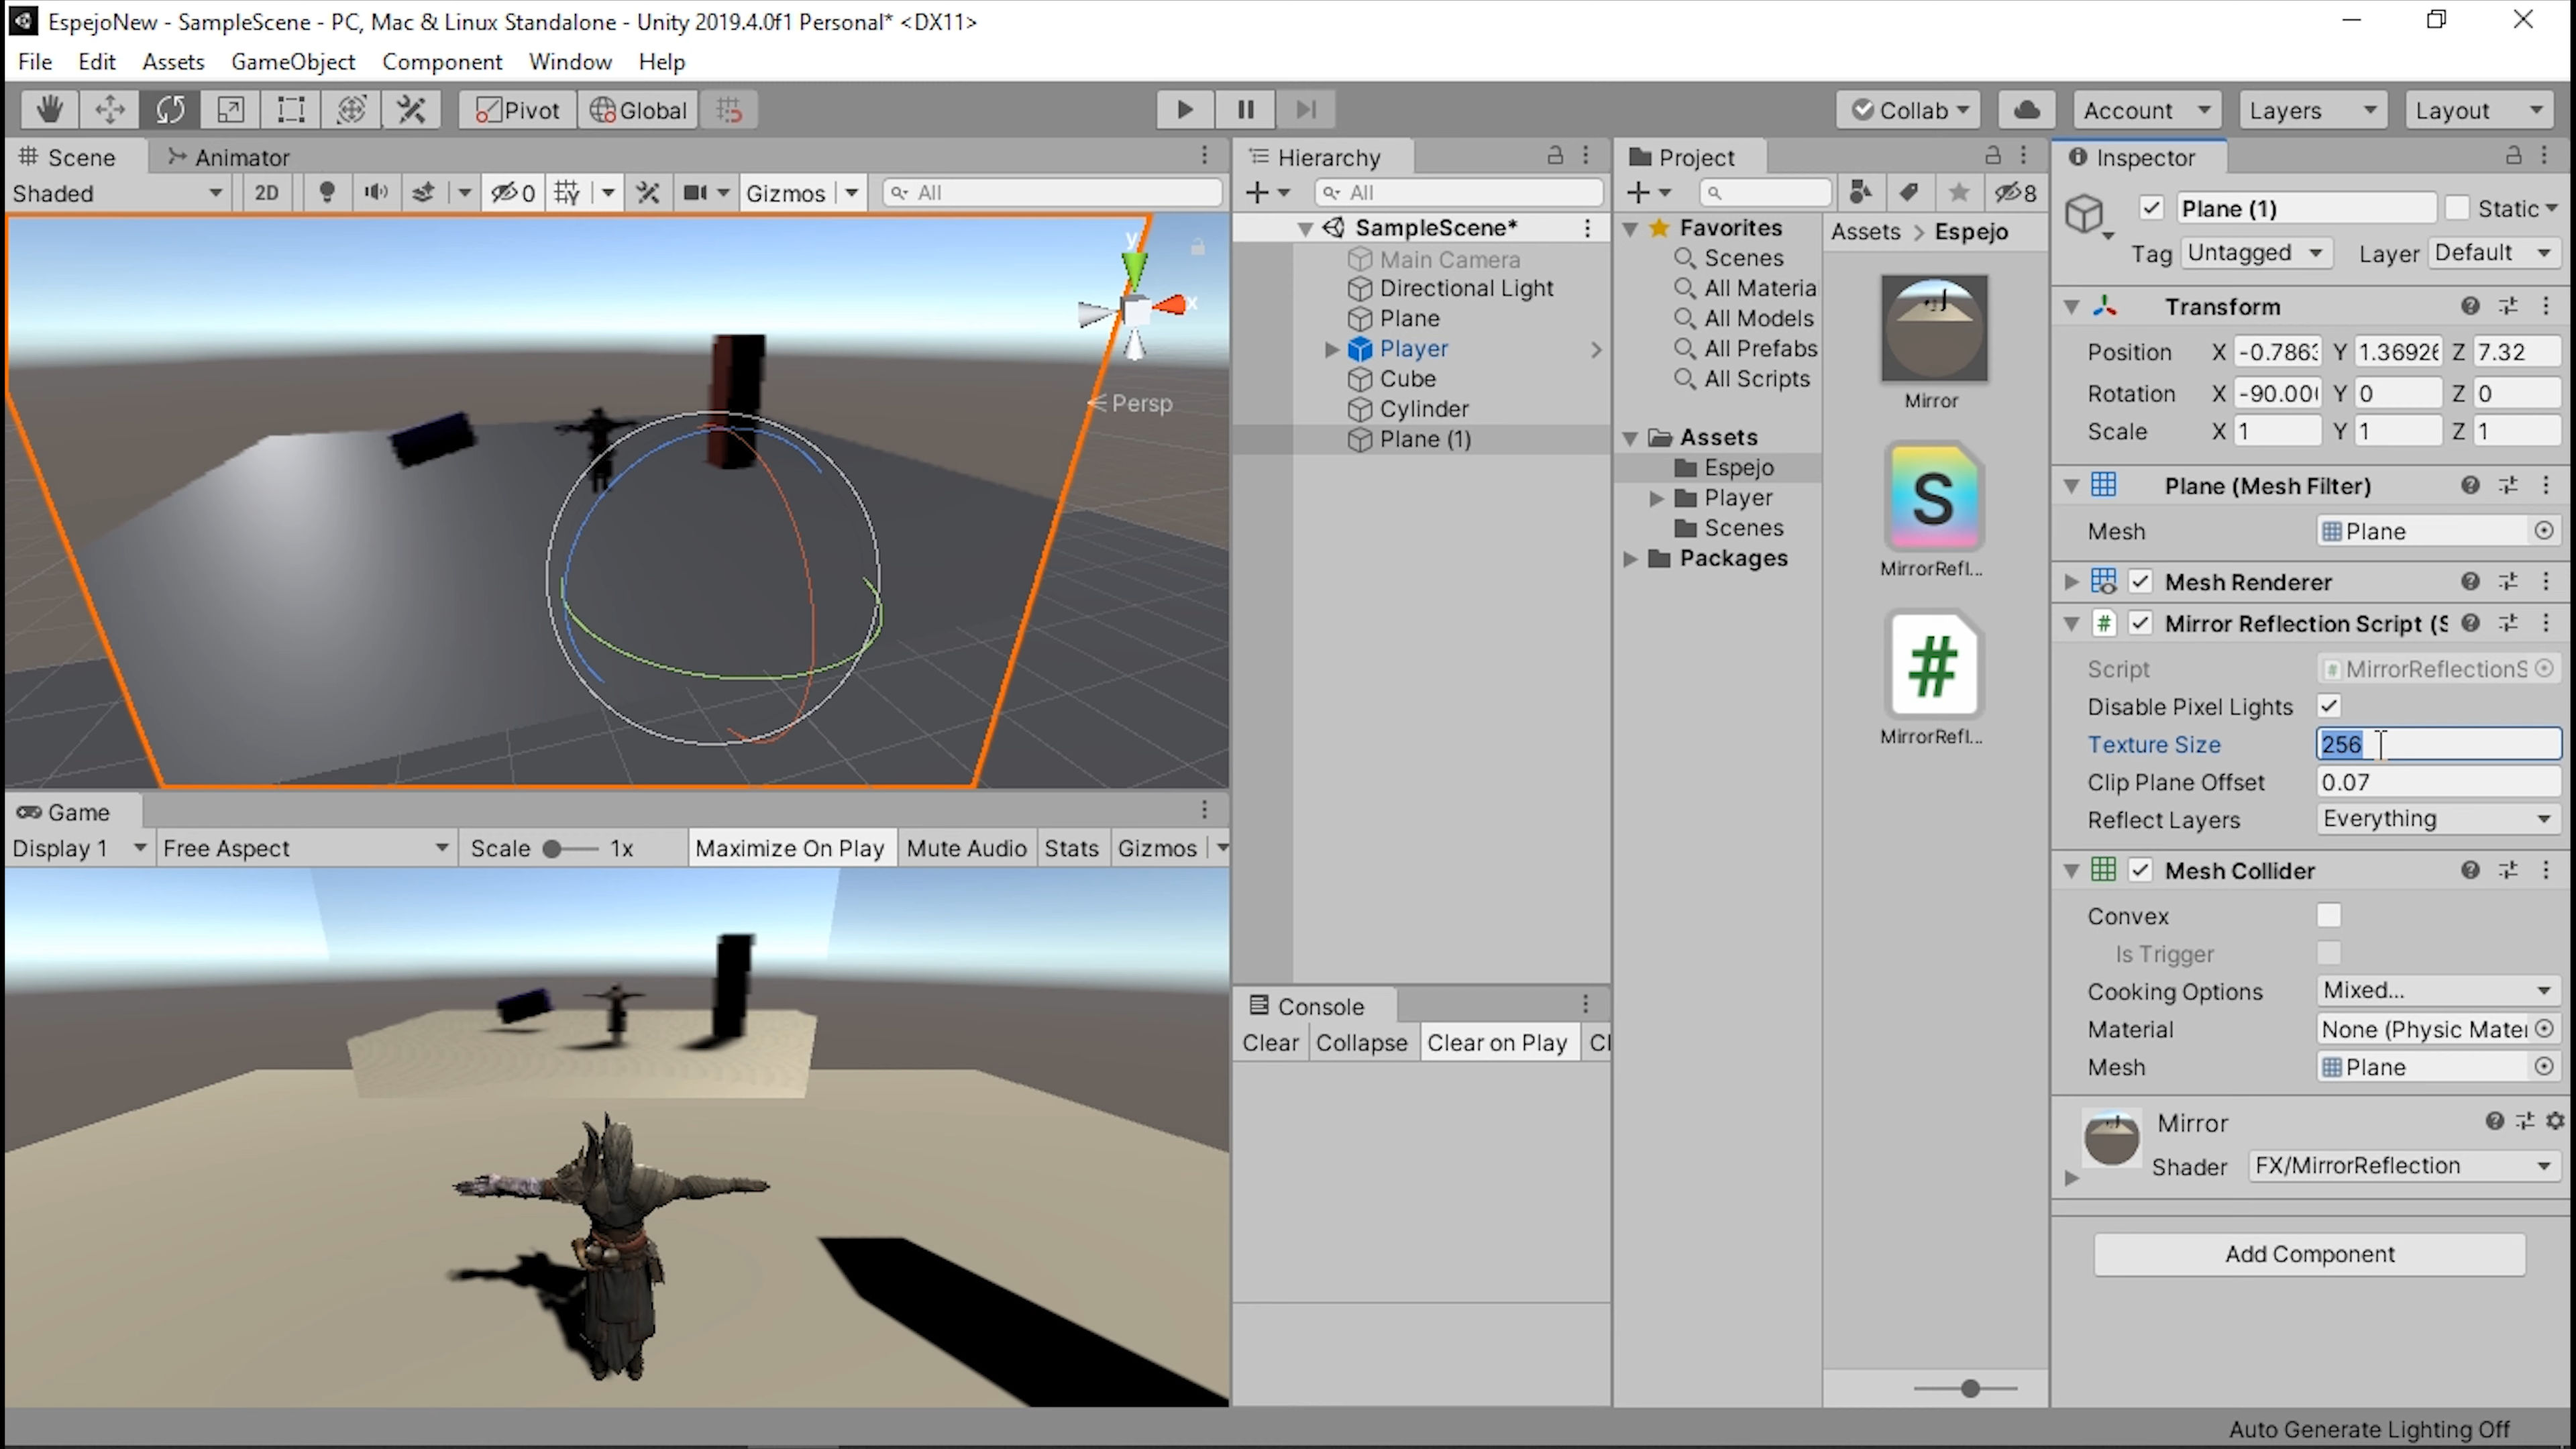 EspejoNew - SampleScene - PC, Mac & Linux Standalone - Unity 2019.4.0f1 Personal* <DX11>
File Edit Assets GameObject Component Window Help
Pivot Global Collab Account Layers Layout
Scene Animator
Shaded 2D 0 Gizmos All
y
x
Persp
Game
Display 1 Free Aspect Scale 1x Maximize On Play Mute Audio Stats Gizmos
Hierarchy
All
SampleScene*
Main Camera
Directional Light
Plane
Player
Cube
Cylinder
Plane (1)
Console
Clear Collapse Clear on Play Cl
Project
8
Favorites
Scenes
All Materia
All Models
All Prefabs
All Scripts
Assets
Espejo
Player
Scenes
Packages
Assets > Espejo
Mirror
S
MirrorRefl...
#
MirrorRefl...
Inspector
Plane (1) Static
Tag Untagged Layer Default
Transform
Position X -0.7863 Y 1.36926 Z 7.32
Rotation X -90.00 Y 0 Z 0
Scale X 1 Y 1 Z 1
Plane (Mesh Filter)
Mesh Plane
Mesh Renderer
# Mirror Reflection Script (S
Script # MirrorReflectionS
Disable Pixel Lights
Texture Size 256
Clip Plane Offset 0.07
Reflect Layers Everything
Mesh Collider
Convex
Is Trigger
Cooking Options Mixed...
Material None (Physic Mater
Mesh Plane
Mirror
Shader FX/MirrorReflection
Add Component
Auto Generate Lighting Off